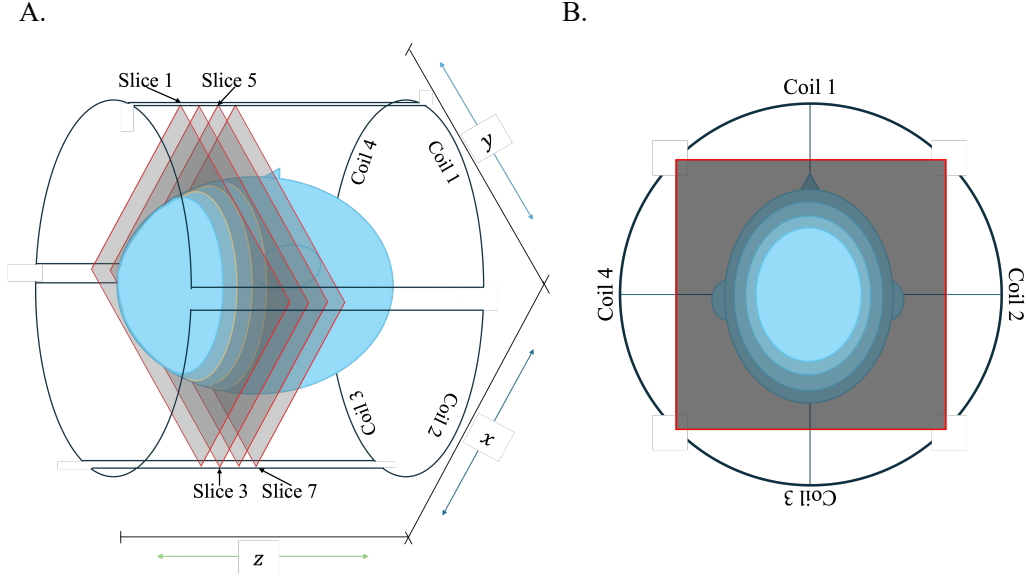 A.
B.
Slice 1
Slice 5
Coil 4
Coil 1
y
Coil 3
Coil 2
x
Slice 3
Slice 7
z
Coil 1
Coil 4
Coil 2
Coil 3